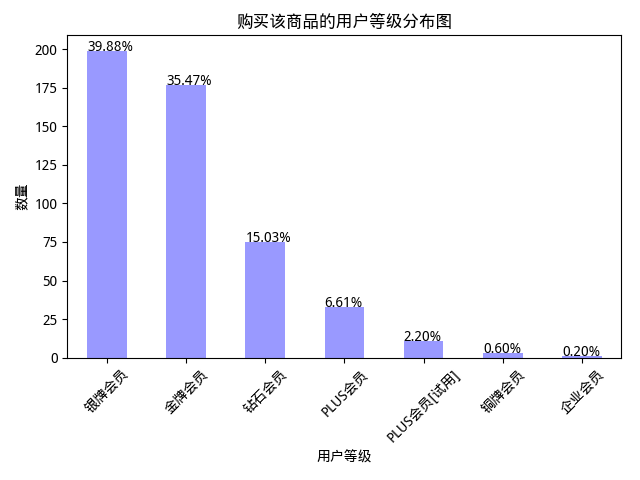 购买该商品的用户等级分布图
数量
200
175
150
125
100
75
50
25
0
39.88%
35.47%
15.03%
6.61%
2.20%
0.60%
0.20%
银牌会员
金牌会员
钻石会员
PLUS会员
PLUS会员[试用]
铜牌会员
企业会员
用户等级